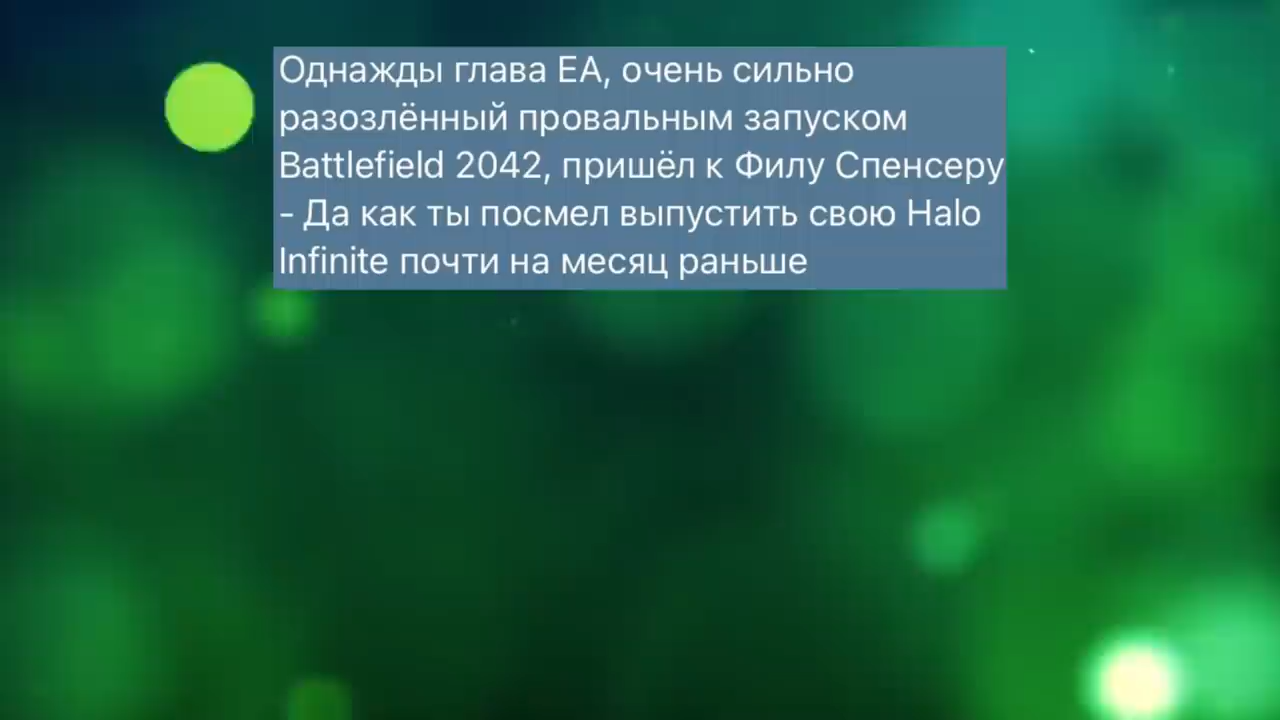 Однажды глава EA, очень сильно
разозлённый провальным запуском
Battlefield 2042, пришёл к Филу Спенсеру
- Да как ты посмел выпустить свою Halo
Infinite почти на месяц раньше